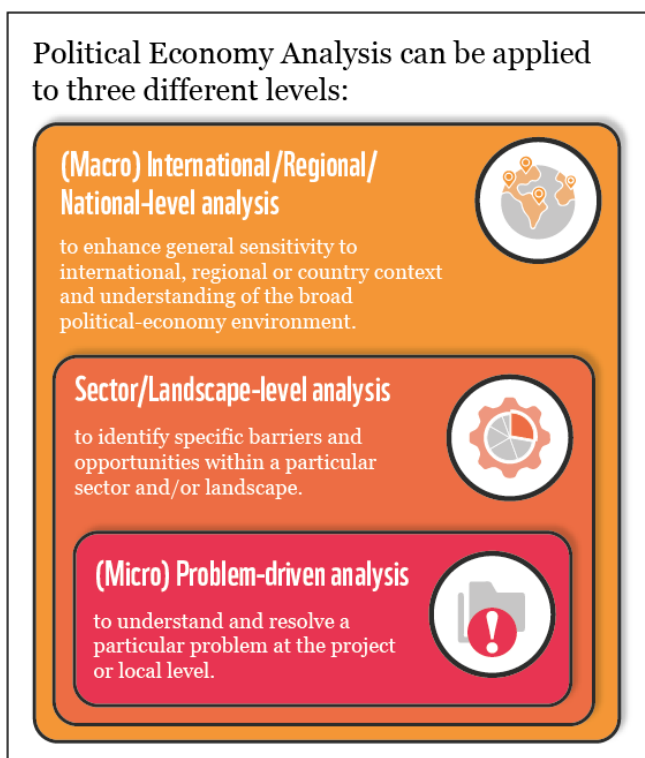 Political Economy Analysis can be applied
to three different levels:
(Macro) International/Regional/
National-level analysis
to enhance general sensitivity to
international, regional or country context
and understanding of the broad
political-economy environment.
Sector/Landscape-level analysis
to identify specific barriers and
opportunities within a particular
sector and/or landscape.
(Micro) Problem-driven analysis
to understand and resolve a
particular problem at the project
or local level.